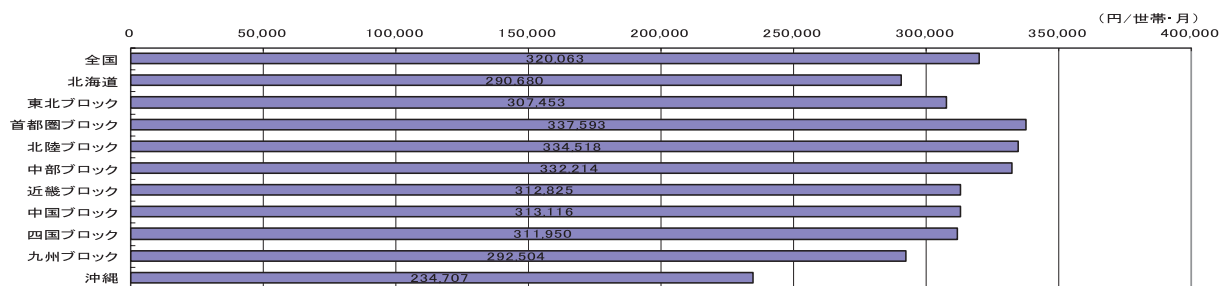 （円/世帯・月）
0 50,000 100,000 150,000 200,000 250,000 300,000 350,000 400,000
全国 320,063
北海道 290,680
東北ブロック 307,453
首都圏ブロック 337,593
北陸ブロック 334,518
中部ブロック 332,214
近畿ブロック 312,825
中国ブロック 313,116
四国ブロック 311,950
九州ブロック 292,504
沖縄 234,707